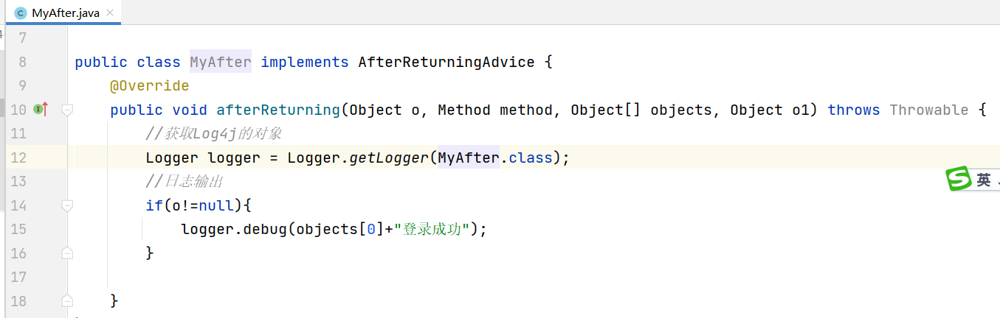 MyAfter.java
7
8 public class MyAfter implements AfterReturningAdvice {
9 @Override
10 public void afterReturning(Object o, Method method, Object[] objects, Object o1) throws Throwable {
11 //获取Log4j的对象
12 Logger logger = Logger.getLogger(MyAfter.class);
13 //日志输出
14 if(o!=null){
15 logger.debug(objects[0]+"登录成功");
16 }
17
18 }
英